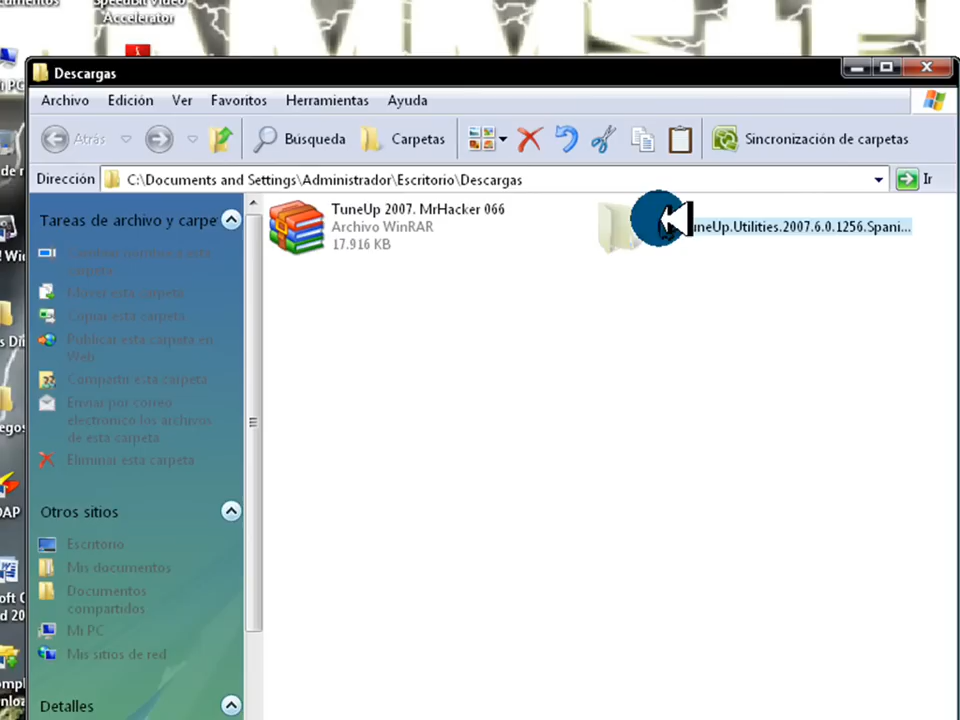 Accelerator
Descargas
Archivo Edición Ver Favoritos Herramientas Ayuda
Atrás Búsqueda Carpetas Sincronización de carpetas
Dirección C:\Documents and Settings\Administrador\Escritorio\Descargas Ir
Tareas de archivo y carpe
Cambiar nombre a esta
carpeta
Mover esta carpeta
Copiar esta carpeta
Publicar esta carpeta en
Web
Compartir esta carpeta
Enviar por correo
electrónico los archivos
de esta carpeta
Eliminar esta carpeta
Otros sitios
Escritorio
Mis documentos
Documentos
compartidos
Mi PC
Mis sitios de red
Detalles
TuneUp 2007. MrHacker 066
Archivo WinRAR
17.916 KB
uneUp.Utilities.2007.6.0.1256.Spani...